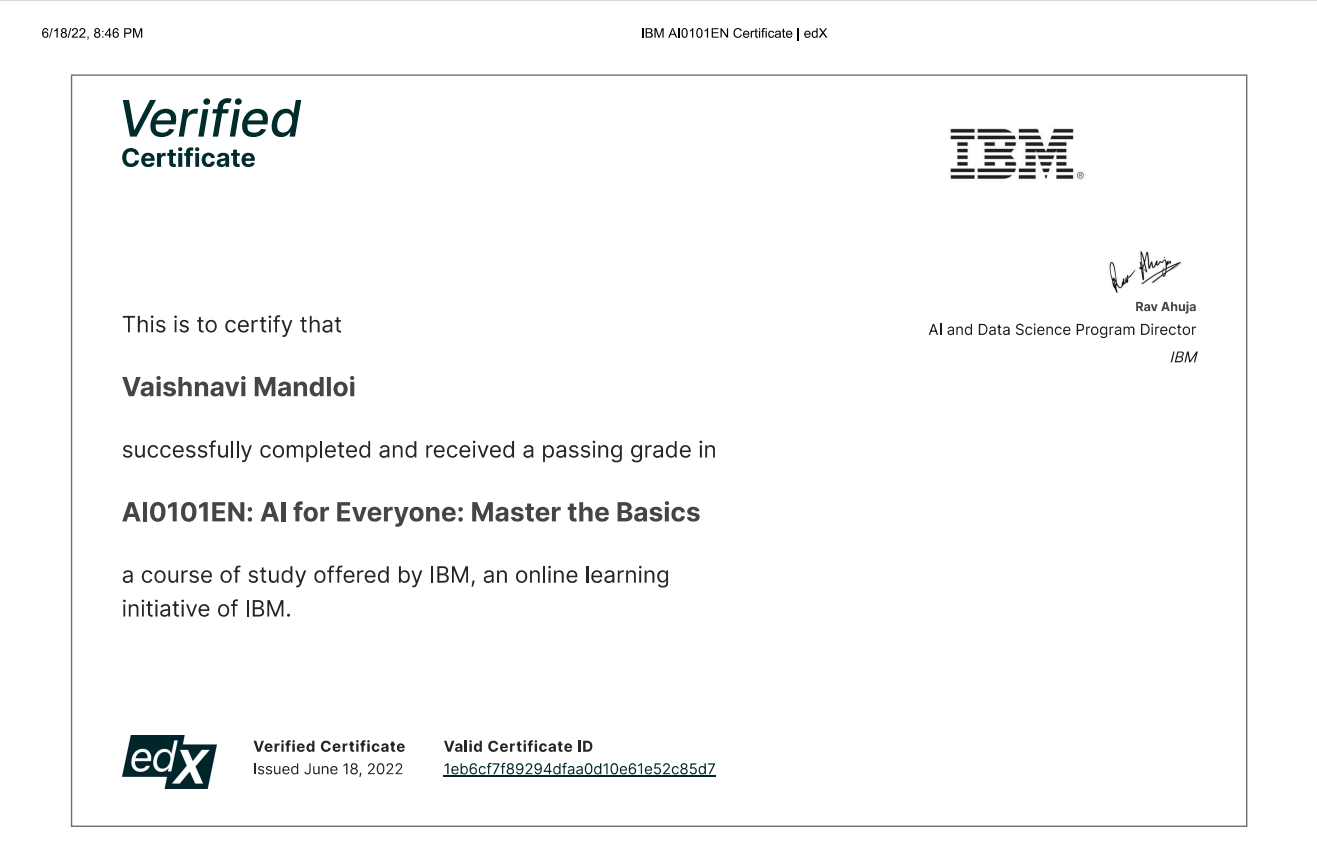 6/18/22, 8:46 PM
IBM AI0101EN Certificate | edX
Verified
Certificate
IBM®
Rav Ahuja
Rav Ahuja
AI and Data Science Program Director
IBM
This is to certify that
Vaishnavi Mandloi
successfully completed and received a passing grade in
AI0101EN: AI for Everyone: Master the Basics
a course of study offered by IBM, an online learning
initiative of IBM.
edX
Verified Certificate
Issued June 18, 2022
Valid Certificate ID
1eb6cf7f89294dfaa0d10e61e52c85d7